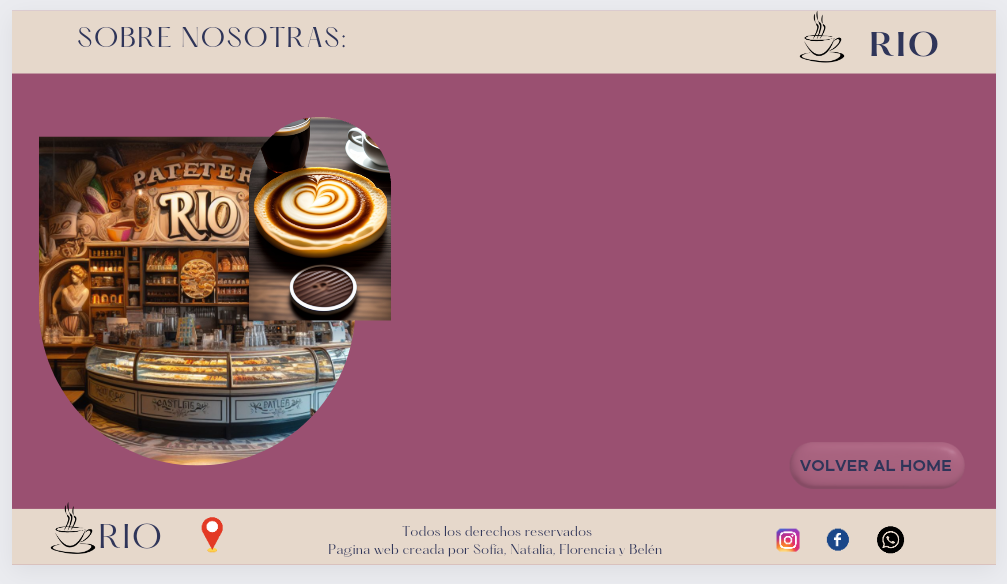 SOBRE NOSOTRAS:
RIO
PATETER
RIO
VOLVER AL HOME
RIO
Todos los derechos reservados
Pagina web creada por Sofia, Natalia, Florencia y Belén